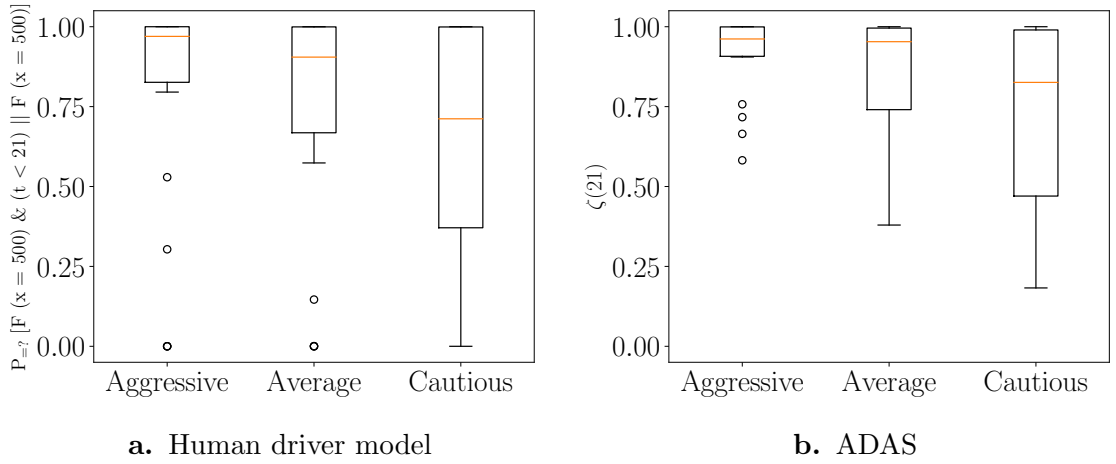 P=? [F (x = 500) & (t < 21) || F (x = 500)]
1.00
0.75
0.50
0.25
0.00
Aggressive Average Cautious
a. Human driver model
ζ(21)
1.00
0.75
0.50
0.25
0.00
Aggressive Average Cautious
b. ADAS